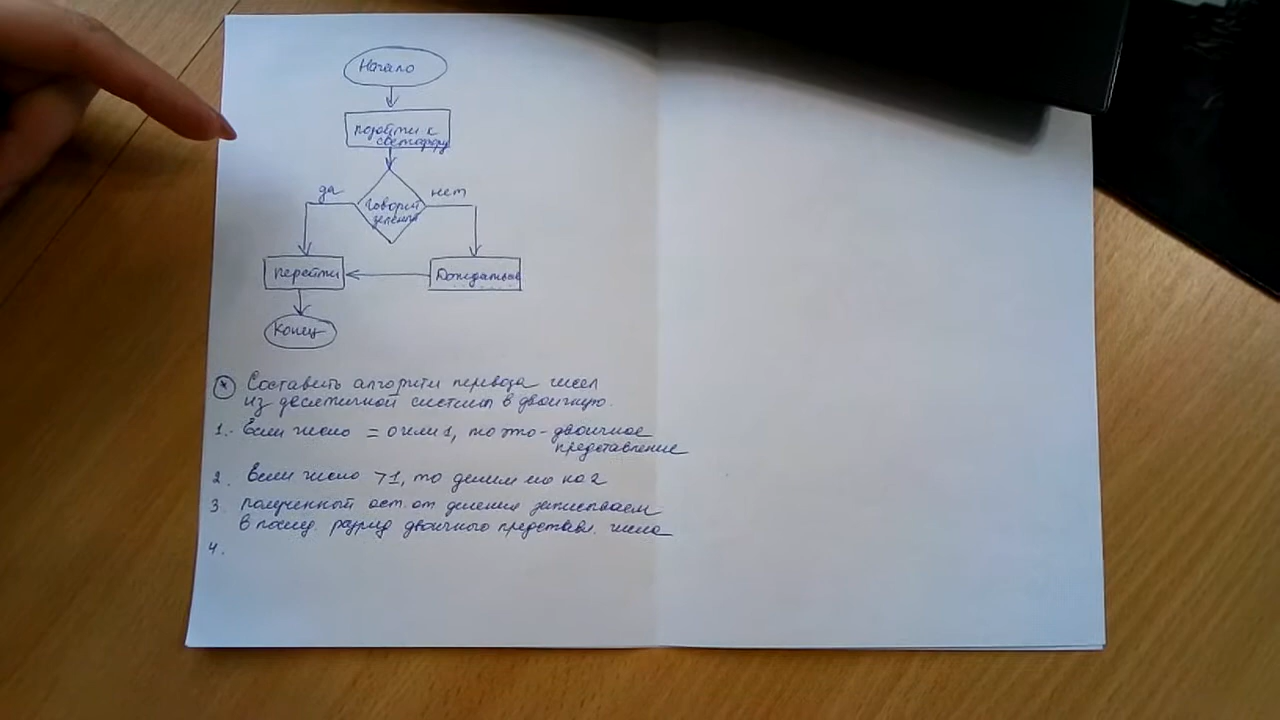 Начало
подойти к
светофору
да
нет
Говорит
зелёный
перейти
Дождаться
Конец
* Составить алгоритм перевода чисел
из десятичной системы в двоичную.
1. Если число = 0 или 1, то это - двоичное
представление
2. Если число >1, то делим его на 2
3. полученный ост. от деления записываем
в послед. разряд двоичного представл. числа
4.